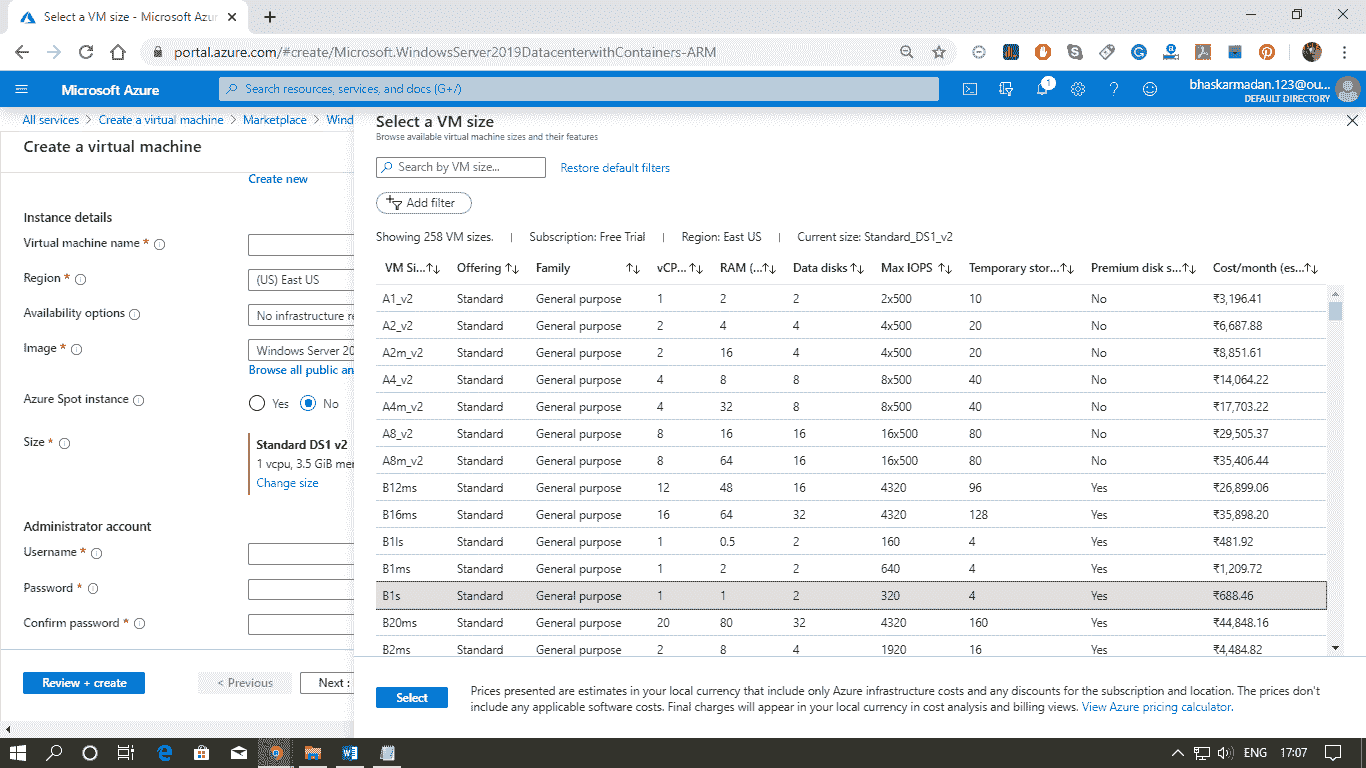 Select a VM size - Microsoft Azur
portal.azure.com/#create/Microsoft.WindowsServer2019DatacenterwithContainers-ARM
Microsoft Azure
Search resources, services, and docs (G+/)
1
bhaskarmadan.123@ou...
DEFAULT DIRECTORY
All services > Create a virtual machine > Marketplace > Wind
Create a virtual machine
Create new
Instance details
Virtual machine name *
Region *
(US) East US
Availability options
No infrastructure re
Image *
Windows Server 20
Browse all public an
Azure Spot instance
Yes No
Size *
Standard DS1 v2
1 vcpu, 3.5 GiB mer
Change size
Administrator account
Username *
Password *
Confirm password *
Review + create
< Previous
Next :
Select a VM size
Browse available virtual machine sizes and their features
Search by VM size...
Restore default filters
Add filter
Showing 258 VM sizes. | Subscription: Free Trial | Region: East US | Current size: Standard_DS1_v2
VM Si... Offering Family vCP... RAM (... Data disks Max IOPS Temporary stor... Premium disk s... Cost/month (es...
A1_v2 Standard General purpose 1 2 2 2x500 10 No ₹3,196.41
A2_v2 Standard General purpose 2 4 4 4x500 20 No ₹6,687.88
A2m_v2 Standard General purpose 2 16 4 4x500 20 No ₹8,851.61
A4_v2 Standard General purpose 4 8 8 8x500 40 No ₹14,064.22
A4m_v2 Standard General purpose 4 32 8 8x500 40 No ₹17,703.22
A8_v2 Standard General purpose 8 16 16 16x500 80 No ₹29,505.37
A8m_v2 Standard General purpose 8 64 16 16x500 80 No ₹35,406.44
B12ms Standard General purpose 12 48 16 4320 96 Yes ₹26,899.06
B16ms Standard General purpose 16 64 32 4320 128 Yes ₹35,898.20
B1ls Standard General purpose 1 0.5 2 160 4 Yes ₹481.92
B1ms Standard General purpose 1 2 2 640 4 Yes ₹1,209.72
B1s Standard General purpose 1 1 2 320 4 Yes ₹688.46
B20ms Standard General purpose 20 80 32 4320 160 Yes ₹44,848.16
B2ms Standard General purpose 2 8 4 1920 16 Yes ₹4,484.82
Select
Prices presented are estimates in your local currency that include only Azure infrastructure costs and any discounts for the subscription and location. The prices don't
include any applicable software costs. Final charges will appear in your local currency in cost analysis and billing views. View Azure pricing calculator.
ENG 17:07